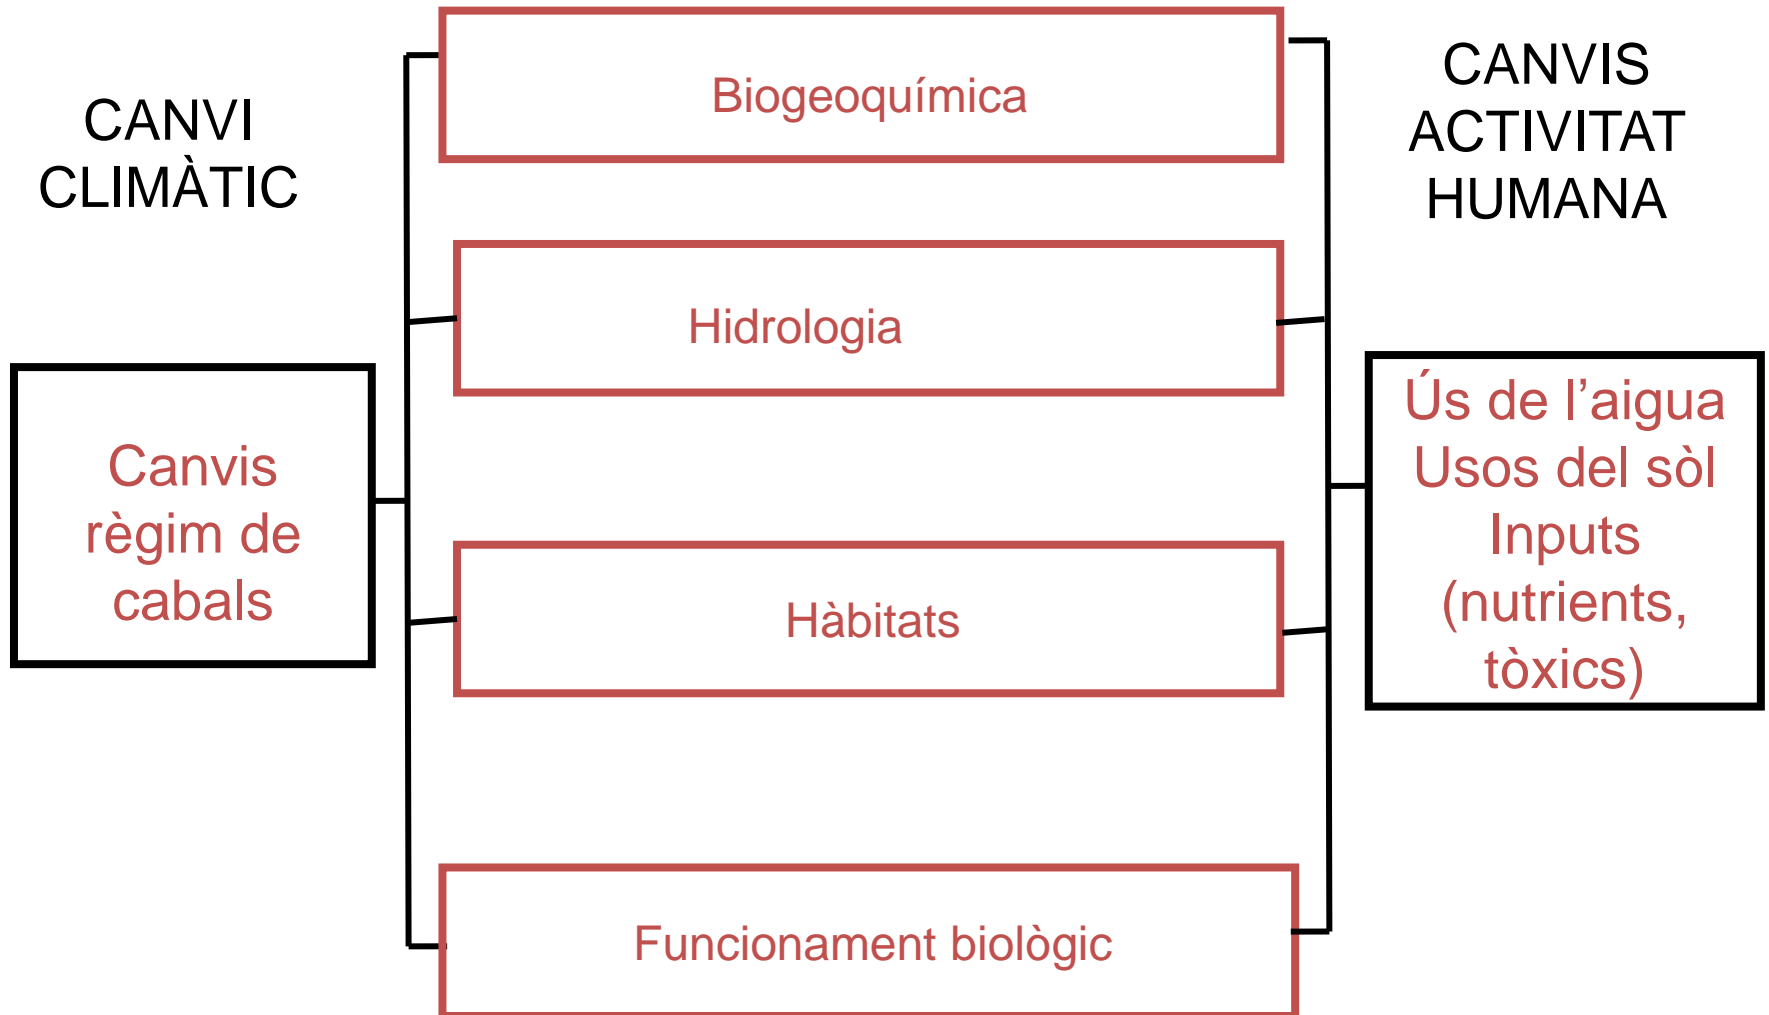 CANVI
CLIMÀTIC
Canvis
règim de
cabals
Biogeoquímica
Hidrologia
Hàbitats
Funcionament biològic
CANVIS
ACTIVITAT
HUMANA
Ús de l’aigua
Usos del sòl
Inputs
(nutrients,
tòxics)